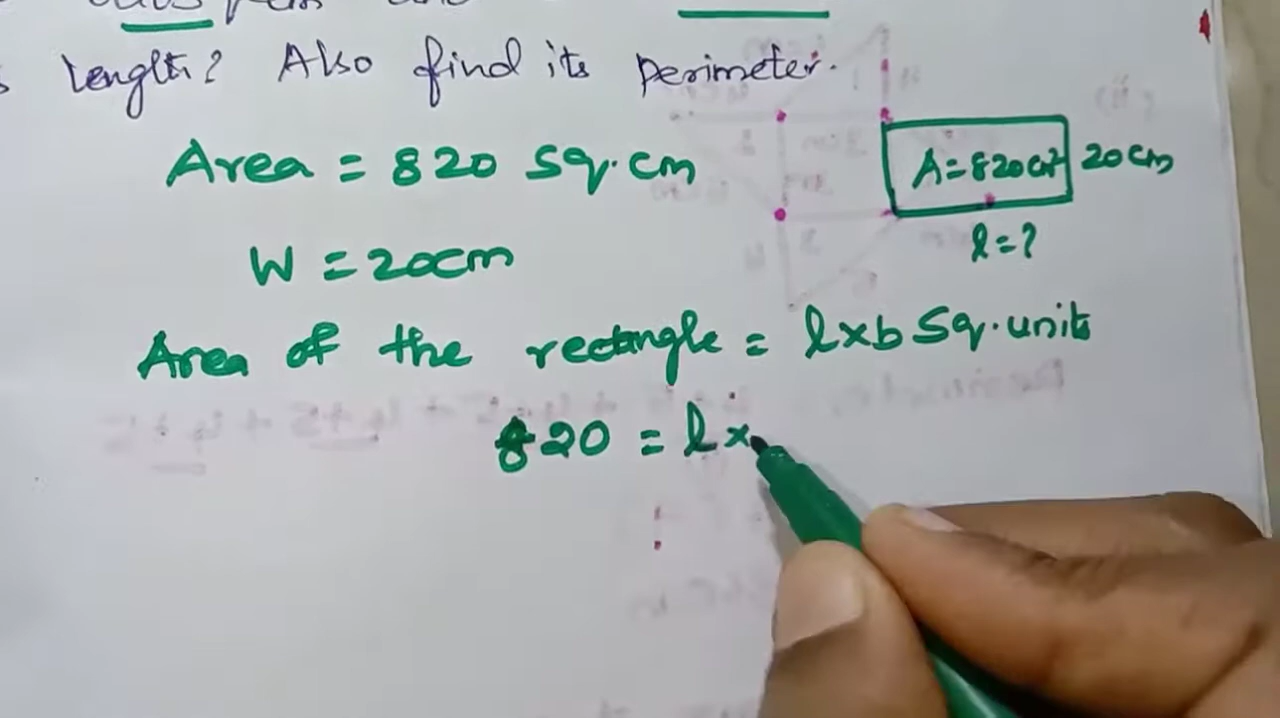 length? Also find its perimeter.
Area = 820 sq.cm
A=820cm² 20cm
W = 20cm
l=?
Area of the rectangle = lxb sq.units
820 = l x